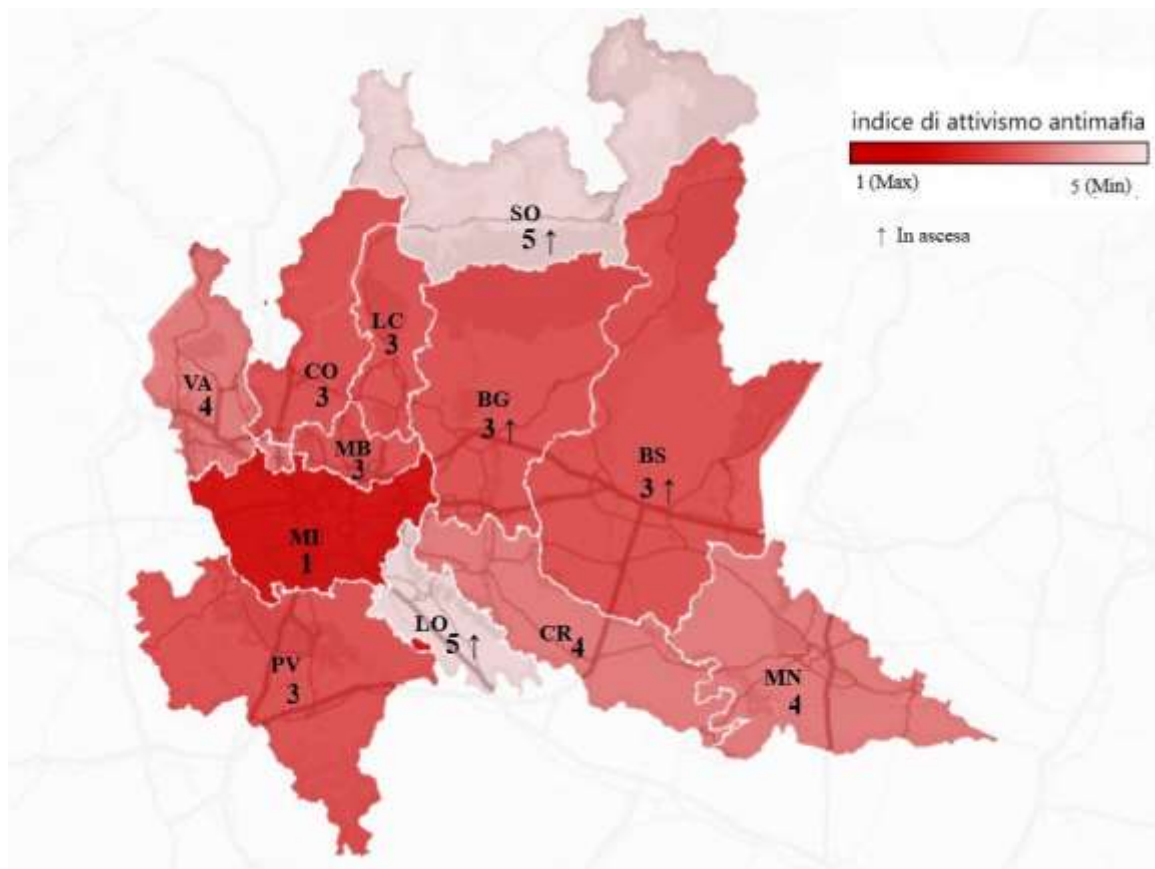 indice di attivismo antimafia
1 (Max)
5 (Min)
↑ In ascesa
SO
5 ↑
LC
3
CO
3
VA
4
BG
3 ↑
MB
3
BS
3 ↑
MI
1
LO
5 ↑
CR
4
PV
3
MN
4